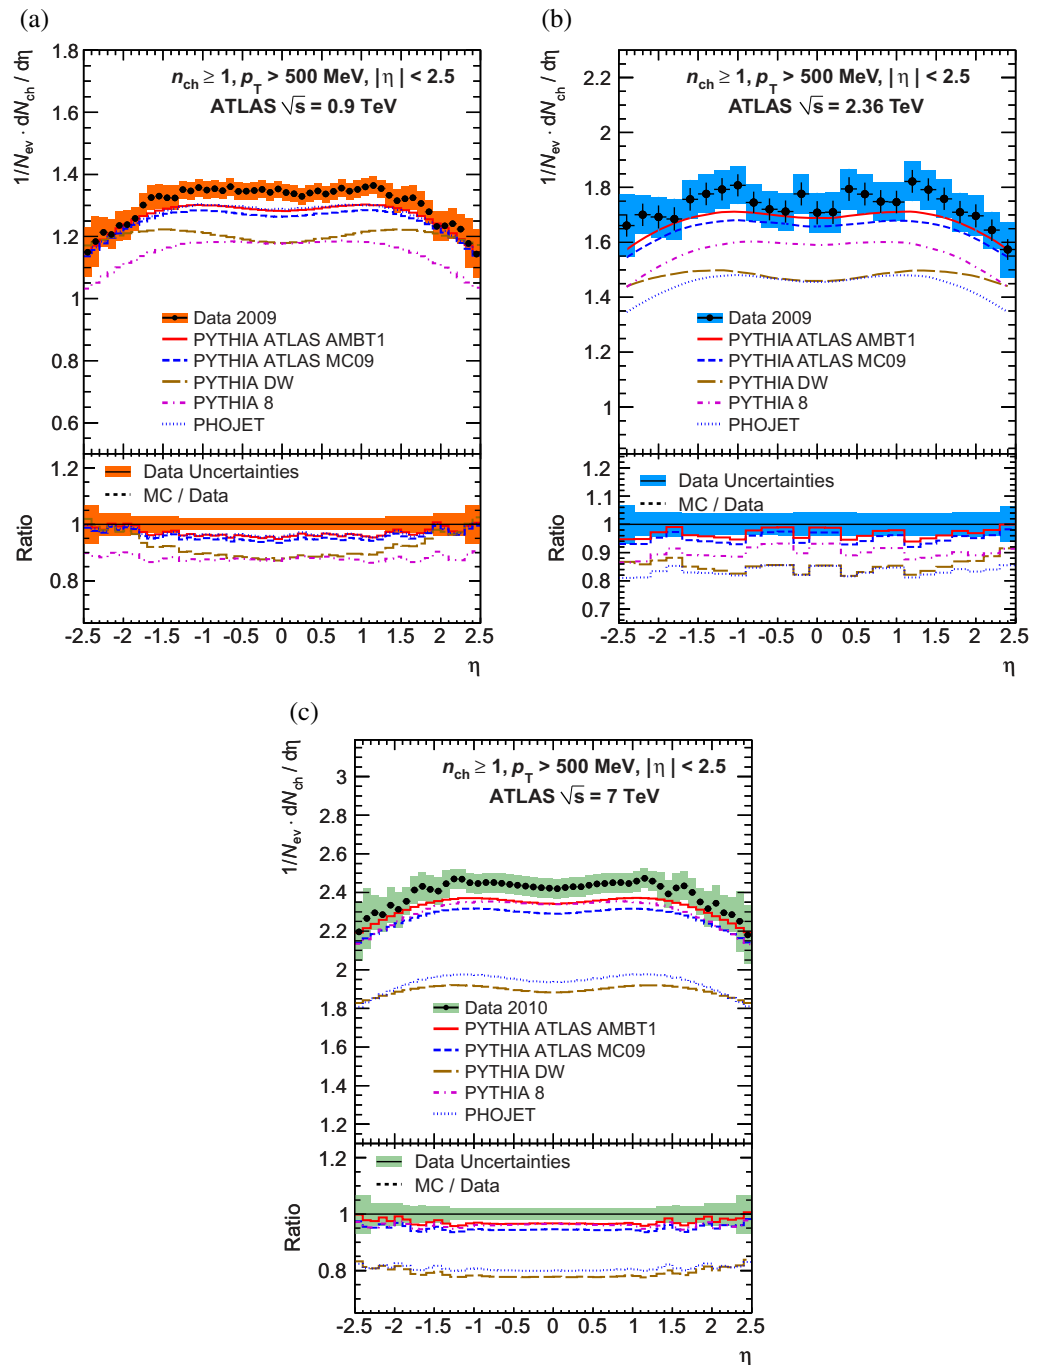 (a)
1/N_ev · dN_ch / dη
1.8
1.6
1.4
1.2
1
0.8
0.6
n_ch ≥ 1, p_T > 500 MeV, |η| < 2.5
ATLAS √s = 0.9 TeV
Data 2009
PYTHIA ATLAS AMBT1
PYTHIA ATLAS MC09
PYTHIA DW
PYTHIA 8
PHOJET
Ratio
1.2
1
0.8
Data Uncertainties
MC / Data
-2.5 -2 -1.5 -1 -0.5 0 0.5 1 1.5 2 2.5
η
(b)
1/N_ev · dN_ch / dη
2.2
2
1.8
1.6
1.4
1.2
1
n_ch ≥ 1, p_T > 500 MeV, |η| < 2.5
ATLAS √s = 2.36 TeV
Data 2009
PYTHIA ATLAS AMBT1
PYTHIA ATLAS MC09
PYTHIA DW
PYTHIA 8
PHOJET
Ratio
1.2
1.1
1
0.9
0.8
0.7
Data Uncertainties
MC / Data
-2.5 -2 -1.5 -1 -0.5 0 0.5 1 1.5 2 2.5
η
(c)
1/N_ev · dN_ch / dη
3
2.8
2.6
2.4
2.2
2
1.8
1.6
1.4
1.2
n_ch ≥ 1, p_T > 500 MeV, |η| < 2.5
ATLAS √s = 7 TeV
Data 2010
PYTHIA ATLAS AMBT1
PYTHIA ATLAS MC09
PYTHIA DW
PYTHIA 8
PHOJET
Ratio
1.2
1
0.8
Data Uncertainties
MC / Data
-2.5 -2 -1.5 -1 -0.5 0 0.5 1 1.5 2 2.5
η